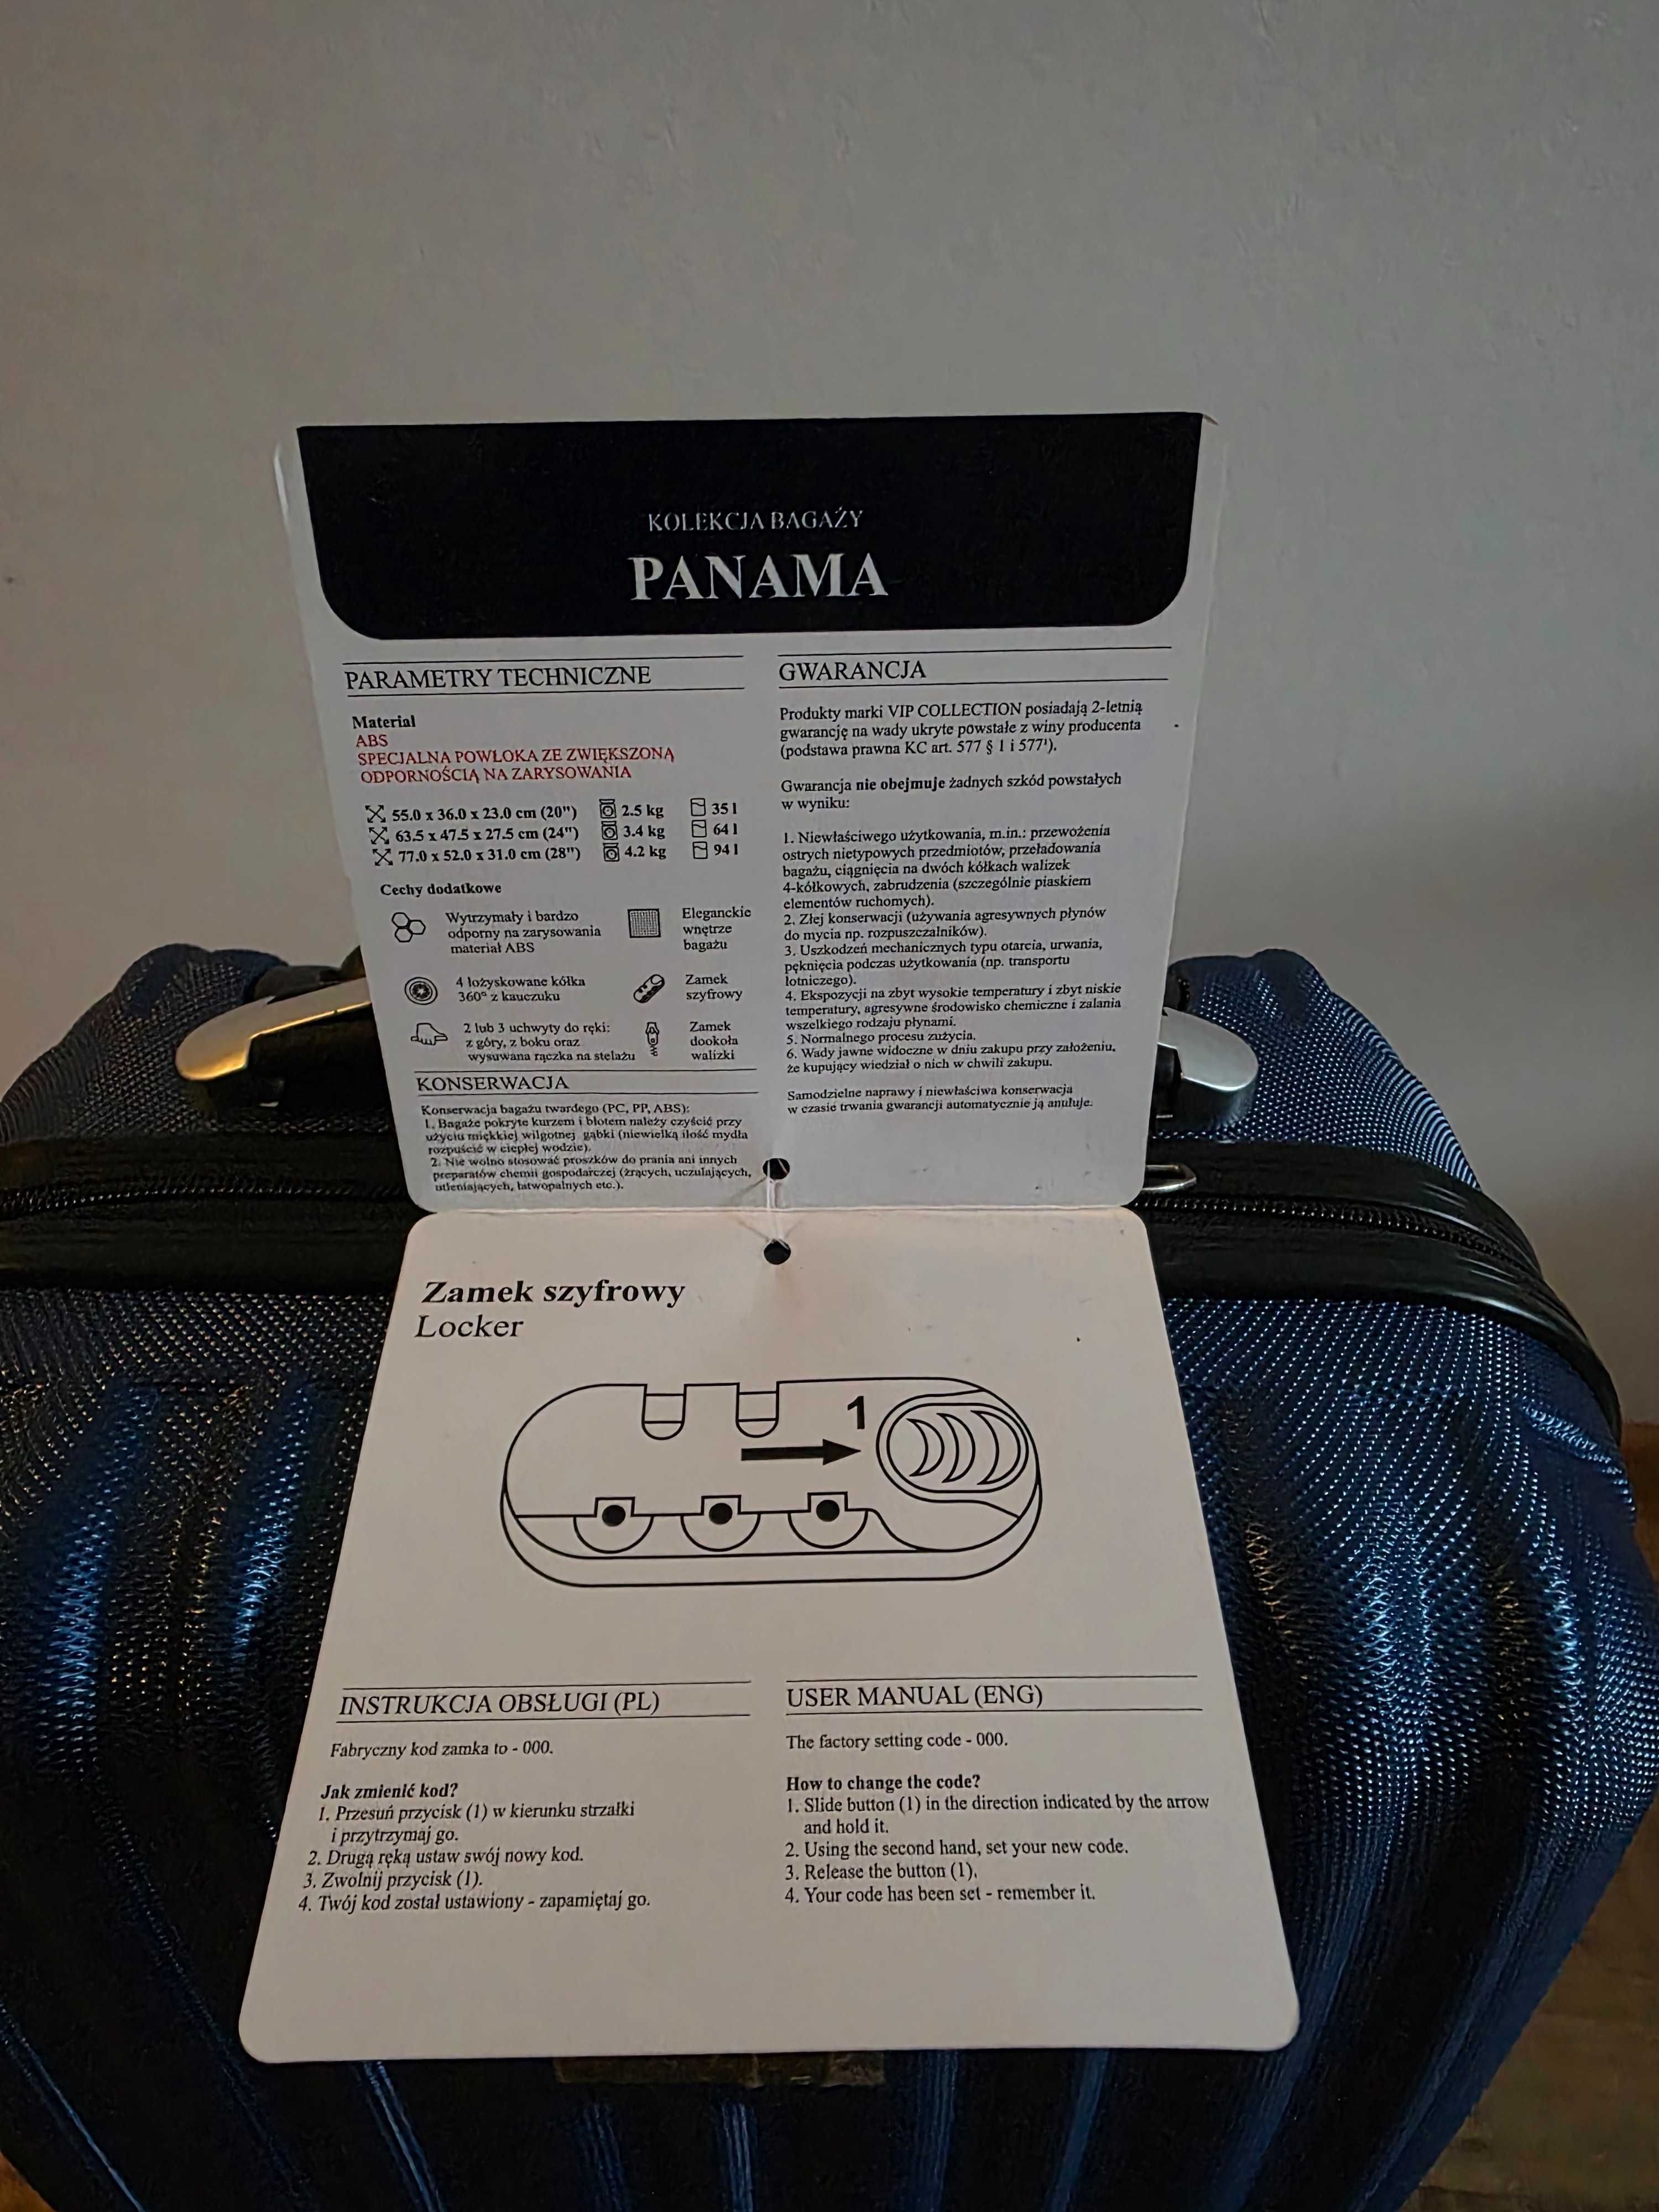 KOLEKCJA BAGAŻY
PANAMA
PARAMETRY TECHNICZNE
Materiał
ABS
SPECJALNA POWŁOKA ZE ZWIĘKSZONĄ
ODPORNOŚCIĄ NA ZARYSOWANIA
55.0 x 36.0 x 23.0 cm (20") 2.5 kg 35 l
63.5 x 47.5 x 27.5 cm (24") 3.4 kg 64 l
77.0 x 52.0 x 31.0 cm (28") 4.2 kg 94 l
Cechy dodatkowe
Wytrzymały i bardzo
odporny na zarysowania
materiał ABS
Eleganckie
wnętrze
bagażu
4 łożyskowane kółka
360° z kauczuku
Zamek
szyfrowy
2 lub 3 uchwyty do ręki:
z góry, z boku oraz
wysuwana rączka na stelażu
Zamek
dookoła
walizki
KONSERWACJA
Konserwacja bagażu twardego (PC, PP, ABS):
1. Bagaże pokryte kurzem i błotem należy czyścić przy
użyciu miękkiej wilgotnej gąbki (niewielką ilość mydła
rozpuścić w ciepłej wodzie).
2. Nie wolno stosować proszków do prania ani innych
preparatów chemii gospodarczej (żrących, uczulających,
utleniających, łatwopalnych etc.).
GWARANCJA
Produkty marki VIP COLLECTION posiadają 2-letnią
gwarancję na wady ukryte powstałe z winy producenta
(podstawa prawna KC art. 577 § 1 i 577¹).
Gwarancja nie obejmuje żadnych szkód powstałych
w wyniku:
1. Niewłaściwego użytkowania, m.in.: przewożenia
ostrych nietypowych przedmiotów, przeładowania
bagażu, ciągnięcia na dwóch kółkach walizek
4-kółkowych, zabrudzenia (szczególnie piaskiem
elementów ruchomych).
2. Złej konserwacji (używania agresywnych płynów
do mycia np. rozpuszczalników).
3. Uszkodzeń mechanicznych typu otarcia, urwania,
pęknięcia podczas użytkowania (np. transportu
lotniczego).
4. Ekspozycji na zbyt wysokie temperatury i zbyt niskie
temperatury, agresywne środowisko chemiczne i zalania
wszelkiego rodzaju płynami.
5. Normalnego procesu zużycia.
6. Wady jawne widoczne w dniu zakupu przy założeniu,
że kupujący wiedział o nich w chwili zakupu.
Samodzielne naprawy i niewłaściwa konserwacja
w czasie trwania gwarancji automatycznie ją anuluje.
Zamek szyfrowy
Locker
1
INSTRUKCJA OBSŁUGI (PL)
Fabryczny kod zamka to - 000.
Jak zmienić kod?
1. Przesuń przycisk (1) w kierunku strzałki
i przytrzymaj go.
2. Drugą ręką ustaw swój nowy kod.
3. Zwolnij przycisk (1).
4. Twój kod został ustawiony - zapamiętaj go.
USER MANUAL (ENG)
The factory setting code - 000.
How to change the code?
1. Slide button (1) in the direction indicated by the arrow
and hold it.
2. Using the second hand, set your new code.
3. Release the button (1).
4. Your code has been set - remember it.